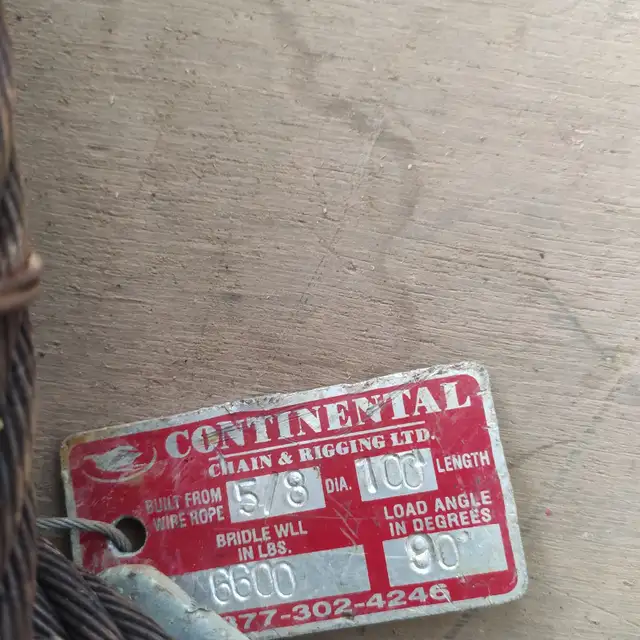 CONTINENTAL
CHAIN & RIGGING LTD.
BUILT FROM WIRE ROPE 5/8 DIA. 100' LENGTH
BRIDLE WLL IN LBS. 6600
LOAD ANGLE IN DEGREES 90°
877-302-4246